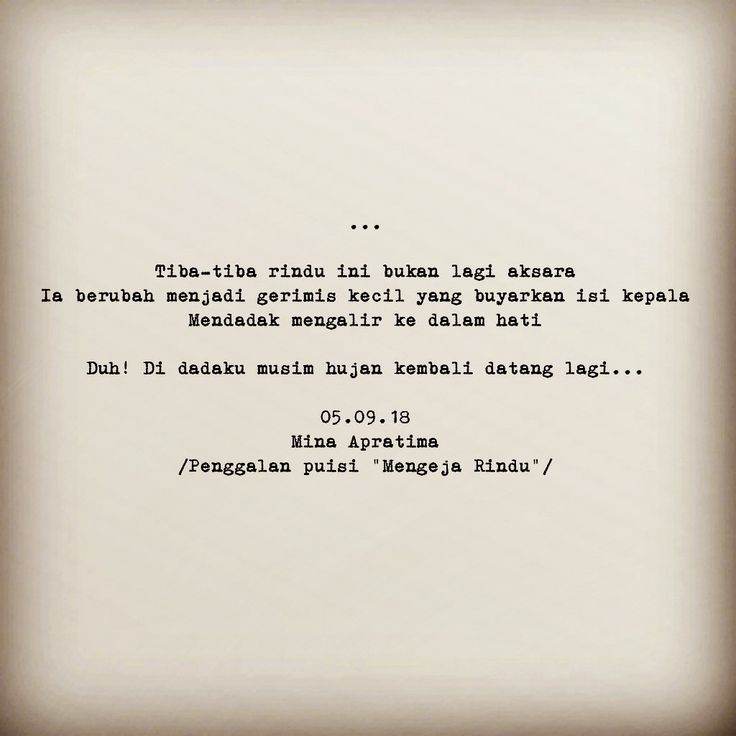 ...
Tiba-tiba rindu ini bukan lagi aksara
Ia berubah menjadi gerimis kecil yang buyarkan isi kepala
Mendadak mengalir ke dalam hati
Duh! Di dadaku musim hujan kembali datang lagi...
05.09.18
Mina Apratima
/Penggalan puisi "Mengeja Rindu"/